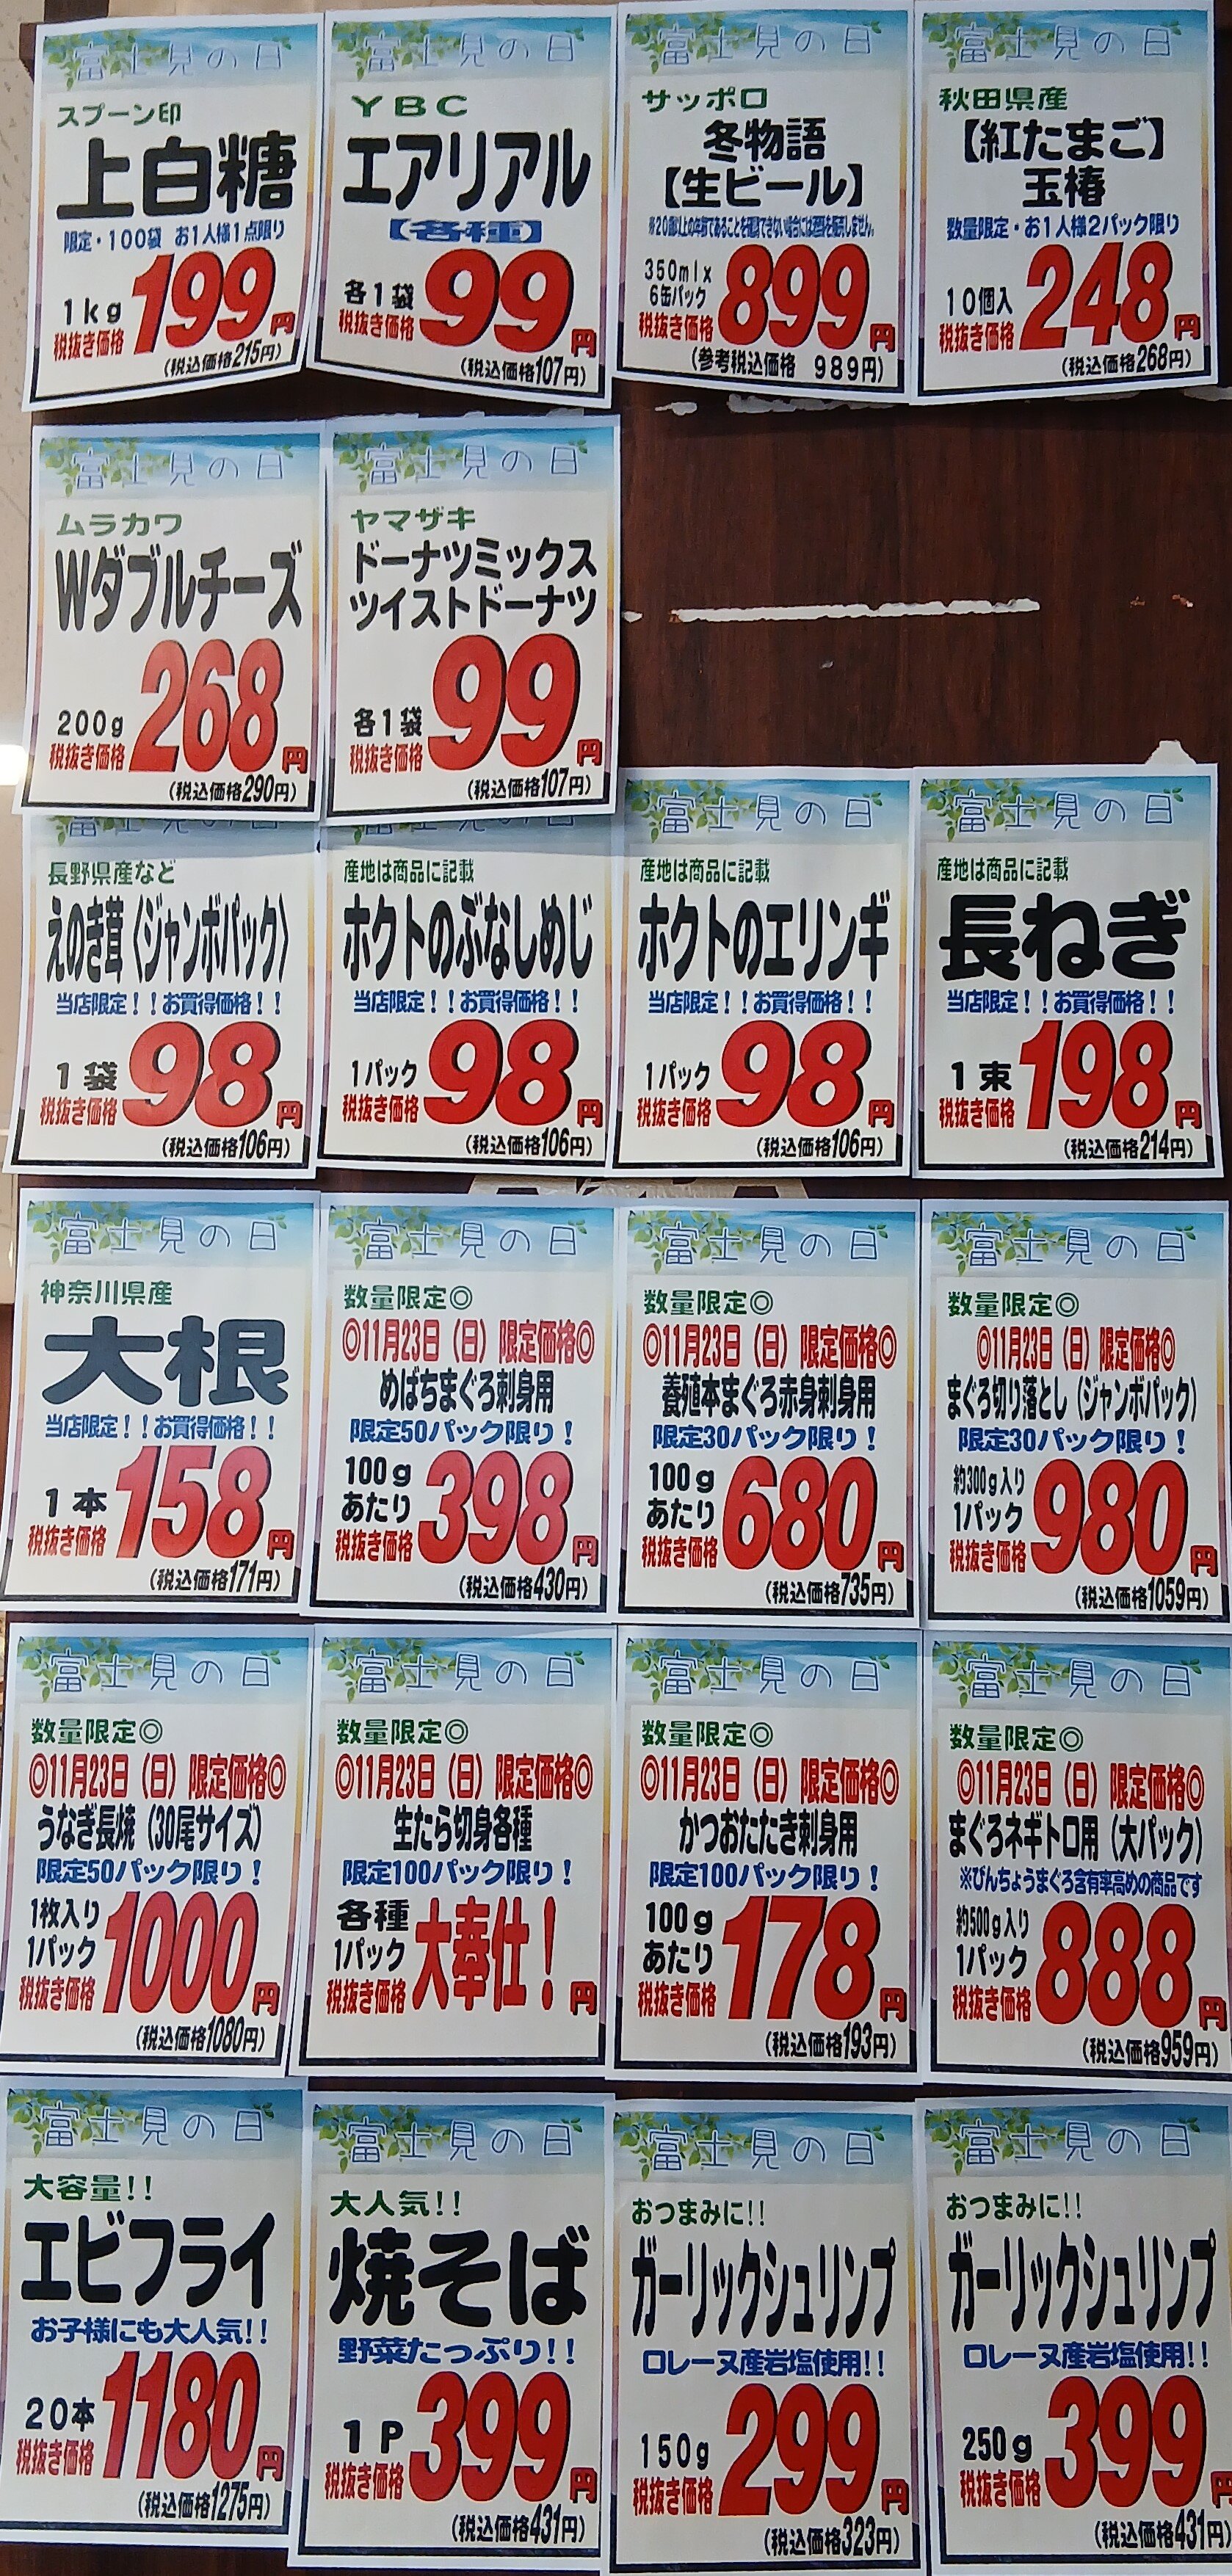 富士見の日
スプーン印
上白糖
限定・100袋 お1人様1点限り
1kg
税抜き価格
199円
(税込価格215円)
富士見の日
YBC
エアリアル
【各種】
各1袋
税抜き価格
99円
(税込価格107円)
富士見の日
サッポロ
冬物語
【生ビール】
※20歳以上の年齢であることを確認できない場合には酒類を販売しません。
350ml×
6缶パック
税抜き価格
899円
(参考税込価格 989円)
富士見の日
秋田県産
【紅たまご】
玉椿
数量限定・お1人様2パック限り
10個入
税抜き価格
248円
(税込価格268円)
富士見の日
ムラカワ
Wダブルチーズ
200g
税抜き価格
268円
(税込価格290円)
富士見の日
ヤマザキ
ドーナツミックス
ツイストドーナツ
各1袋
税抜き価格
99円
(税込価格107円)
富士見の日
長野県産など
えのき茸〈ジャンボパック〉
当店限定！！お買得価格！！
1袋
税抜き価格
98円
(税込価格106円)
富士見の日
産地は商品に記載
ホクトのぶなしめじ
当店限定！！お買得価格！！
1パック
税抜き価格
98円
(税込価格106円)
富士見の日
産地は商品に記載
ホクトのエリンギ
当店限定！！お買得価格！！
1パック
税抜き価格
98円
(税込価格106円)
富士見の日
産地は商品に記載
長ねぎ
当店限定！！お買得価格！！
1束
税抜き価格
198円
(税込価格214円)
富士見の日
神奈川県産
大根
当店限定！！お買得価格！！
1本
税抜き価格
158円
(税込価格171円)
富士見の日
数量限定◎
◎11月23日（日）限定価格◎
めばちまぐろ刺身用
限定50パック限り！
100g
あたり
税抜き価格
398円
(税込価格430円)
富士見の日
数量限定◎
◎11月23日（日）限定価格◎
養殖本まぐろ赤身刺身用
限定30パック限り！
100g
あたり
税抜き価格
680円
(税込価格735円)
富士見の日
数量限定◎
◎11月23日（日）限定価格◎
まぐろ切り落とし（ジャンボパック）
限定30パック限り！
約300g入り
1パック
税抜き価格
980円
(税込価格1059円)
富士見の日
数量限定◎
◎11月23日（日）限定価格◎
うなぎ長焼（30尾サイズ）
限定50パック限り！
1枚入り
1パック
税抜き価格
1000円
(税込価格1080円)
富士見の日
数量限定◎
◎11月23日（日）限定価格◎
生たら切身各種
限定100パック限り！
各種
1パック
税抜き価格
大奉仕！円
富士見の日
数量限定◎
◎11月23日（日）限定価格◎
かつおたたき刺身用
限定100パック限り！
100g
あたり
税抜き価格
178円
(税込価格193円)
富士見の日
数量限定◎
◎11月23日（日）限定価格◎
まぐろネギトロ用（大パック）
※びんちょうまぐろ含有率高めの商品です
約500g入り
1パック
税抜き価格
888円
(税込価格959円)
富士見の日
大容量!!
エビフライ
お子様にも大人気!!
20本
税抜き価格
1180円
(税込価格1275円)
富士見の日
大人気!!
焼そば
野菜たっぷり!!
1P
税抜き価格
399円
(税込価格431円)
富士見の日
おつまみに!!
ガーリックシュリンプ
ロレーヌ産岩塩使用!!
150g
税抜き価格
299円
(税込価格323円)
富士見の日
おつまみに!!
ガーリックシュリンプ
ロレーヌ産岩塩使用!!
250g
税抜き価格
399円
(税込価格431円)